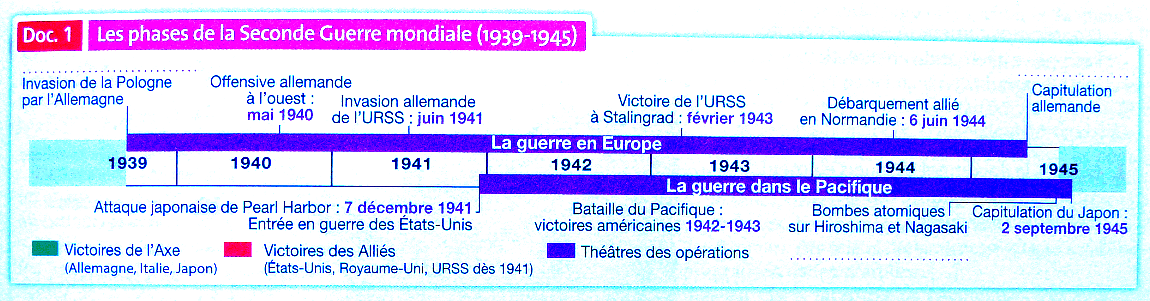 Doc. 1 Les phases de la Seconde Guerre mondiale (1939-1945)
Invasion de la Pologne
par l'Allemagne
Offensive allemande
à l'ouest :
mai 1940
Invasion allemande
de l'URSS : juin 1941
Victoire de l'URSS
à Stalingrad : février 1943
Débarquement allié
en Normandie : 6 juin 1944
Capitulation
allemande
La guerre en Europe
1939 1940 1941 1942 1943 1944 1945
La guerre dans le Pacifique
Attaque japonaise de Pearl Harbor : 7 décembre 1941
Entrée en guerre des États-Unis
Bataille du Pacifique :
victoires américaines 1942-1943
Bombes atomiques
sur Hiroshima et Nagasaki
Capitulation du Japon :
2 septembre 1945
Victoires de l'Axe
(Allemagne, Italie, Japon)
Victoires des Alliés
(États-Unis, Royaume-Uni, URSS dès 1941)
Théâtres des opérations